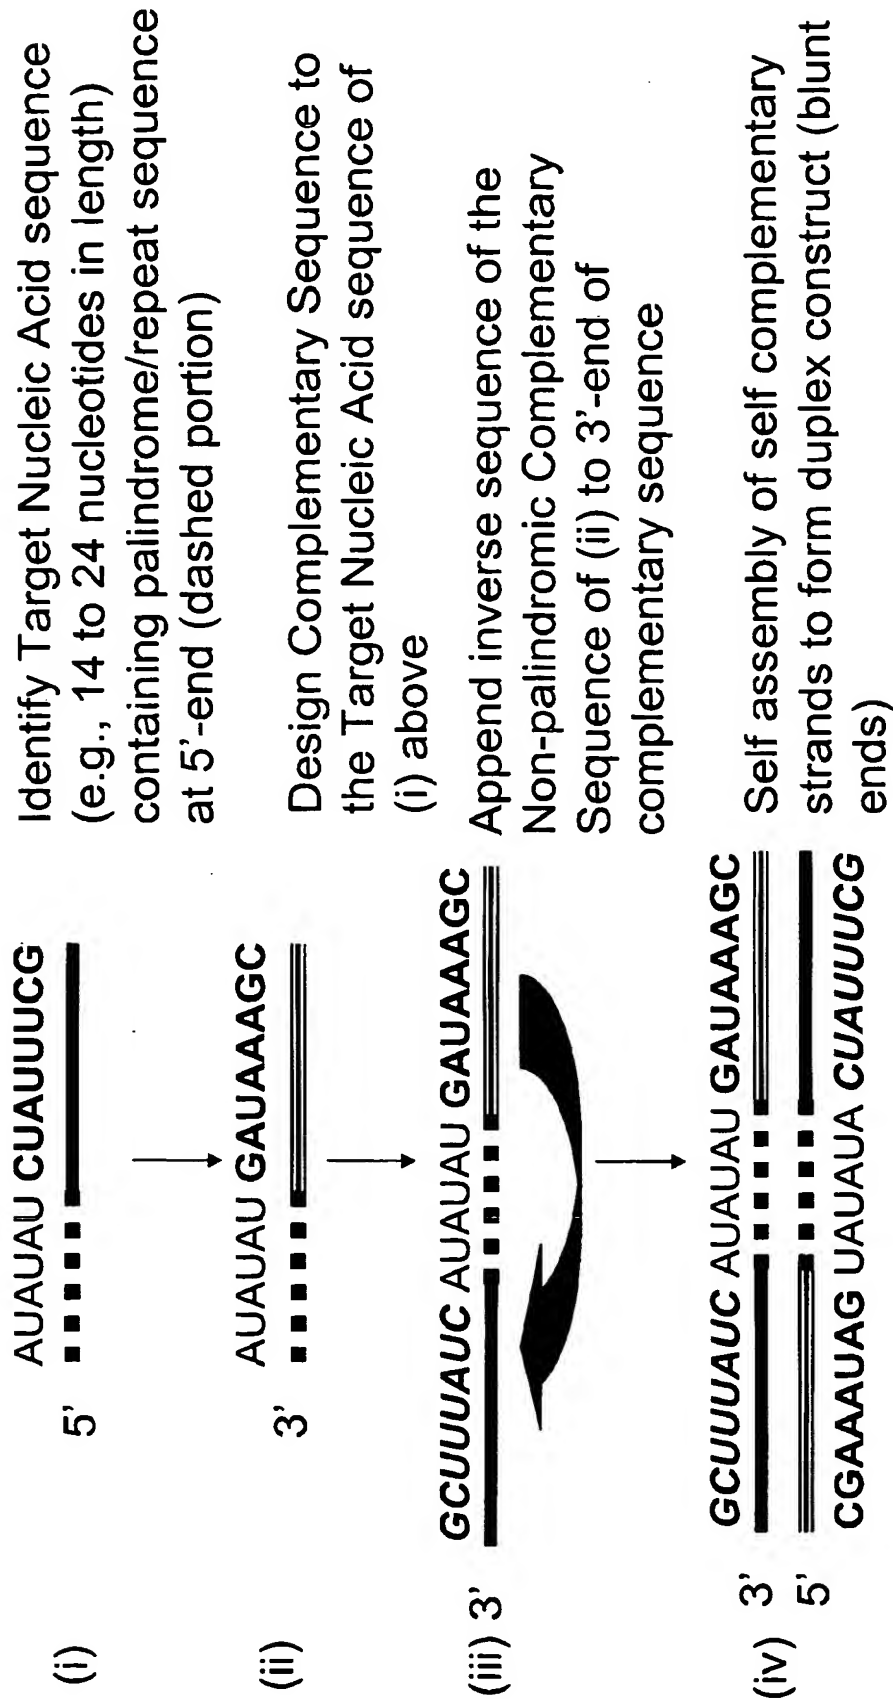 (i)
5'
AUAUAU CUAUUUCG
Identify Target Nucleic Acid sequence
(e.g., 14 to 24 nucleotides in length)
containing palindrome/repeat sequence
at 5'-end (dashed portion)
(ii)
3'
AUAUAU GAUAAAGC
Design Complementary Sequence to
the Target Nucleic Acid sequence of
(i) above
(iii) 3'
GCUUUAUC AUAUAU GAUAAAGC
Append inverse sequence of the
Non-palindromic Complementary
Sequence of (ii) to 3'-end of
complementary sequence
(iv)
3'
5'
GCUUUAUC AUAUAU GAUAAAGC
CGAAAUAG UAUAUA CUAUUUCG
Self assembly of self complementary
strands to form duplex construct (blunt
ends)